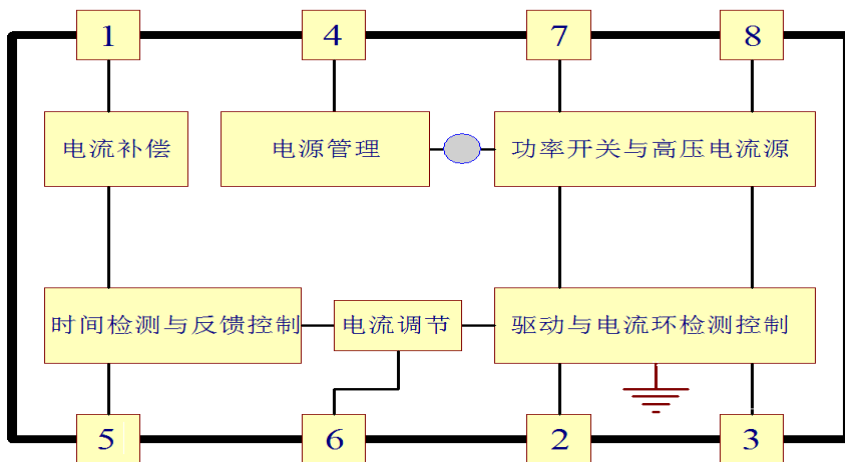 1 4 7 8
电流补偿 电源管理 功率开关与高压电流源
时间检测与反馈控制 电流调节 驱动与电流环检测控制
5 6 2 3